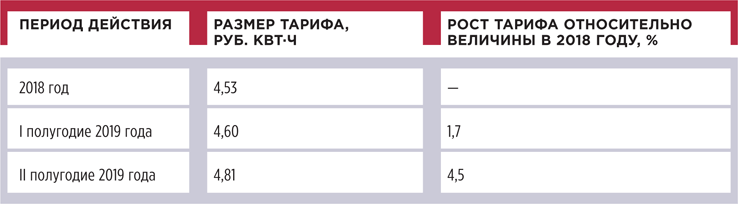 ПЕРИОД ДЕЙСТВИЯ
РАЗМЕР ТАРИФА,
РУБ. КВТ·Ч
РОСТ ТАРИФА ОТНОСИТЕЛЬНО
ВЕЛИЧИНЫ В 2018 ГОДУ, %
2018 год 4,53 —
I полугодие 2019 года 4,60 1,7
II полугодие 2019 года 4,81 4,5